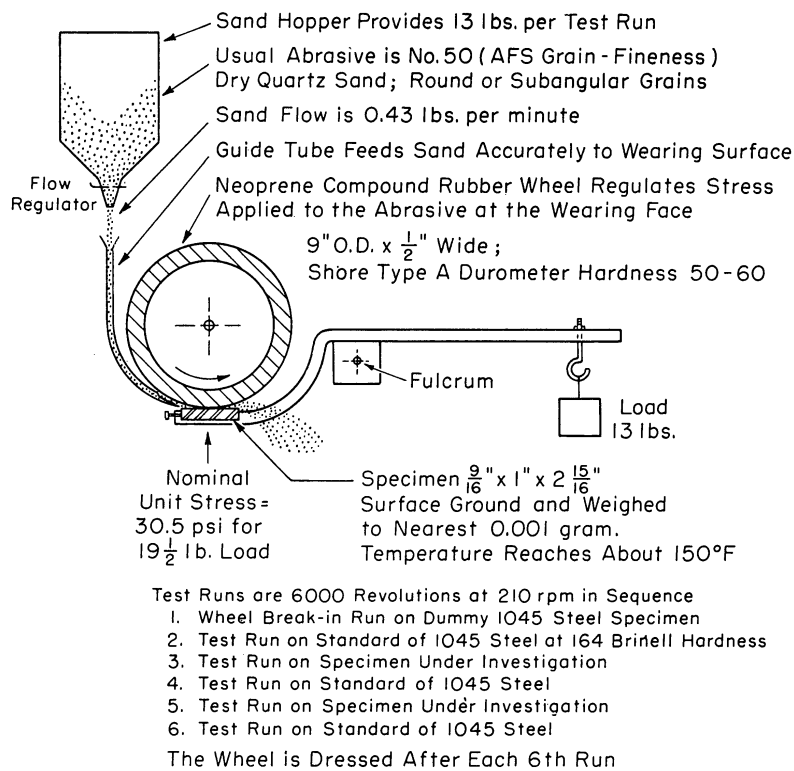 Sand Hopper Provides 13 lbs. per Test Run
Usual Abrasive is No.50 (AFS Grain-Fineness)
Dry Quartz Sand; Round or Subangular Grains
Sand Flow is 0.43 lbs. per minute
Guide Tube Feeds Sand Accurately to Wearing Surface
Flow
Regulator
Neoprene Compound Rubber Wheel Regulates Stress
Applied to the Abrasive at the Wearing Face
9" O.D. x 1/2" Wide;
Shore Type A Durometer Hardness 50-60
Fulcrum
Load
13 lbs.
Nominal
Unit Stress=
30.5 psi for
19 1/2 lb. Load
Specimen 9/16" x 1" x 2 15/16"
Surface Ground and Weighed
to Nearest 0.001 gram.
Temperature Reaches About 150°F
Test Runs are 6000 Revolutions at 210 rpm in Sequence
1. Wheel Break-in Run on Dummy 1045 Steel Specimen
2. Test Run on Standard of 1045 Steel at 164 Brinell Hardness
3. Test Run on Specimen Under Investigation
4. Test Run on Standard of 1045 Steel
5. Test Run on Specimen Under Investigation
6. Test Run on Standard of 1045 Steel
The Wheel is Dressed After Each 6th Run